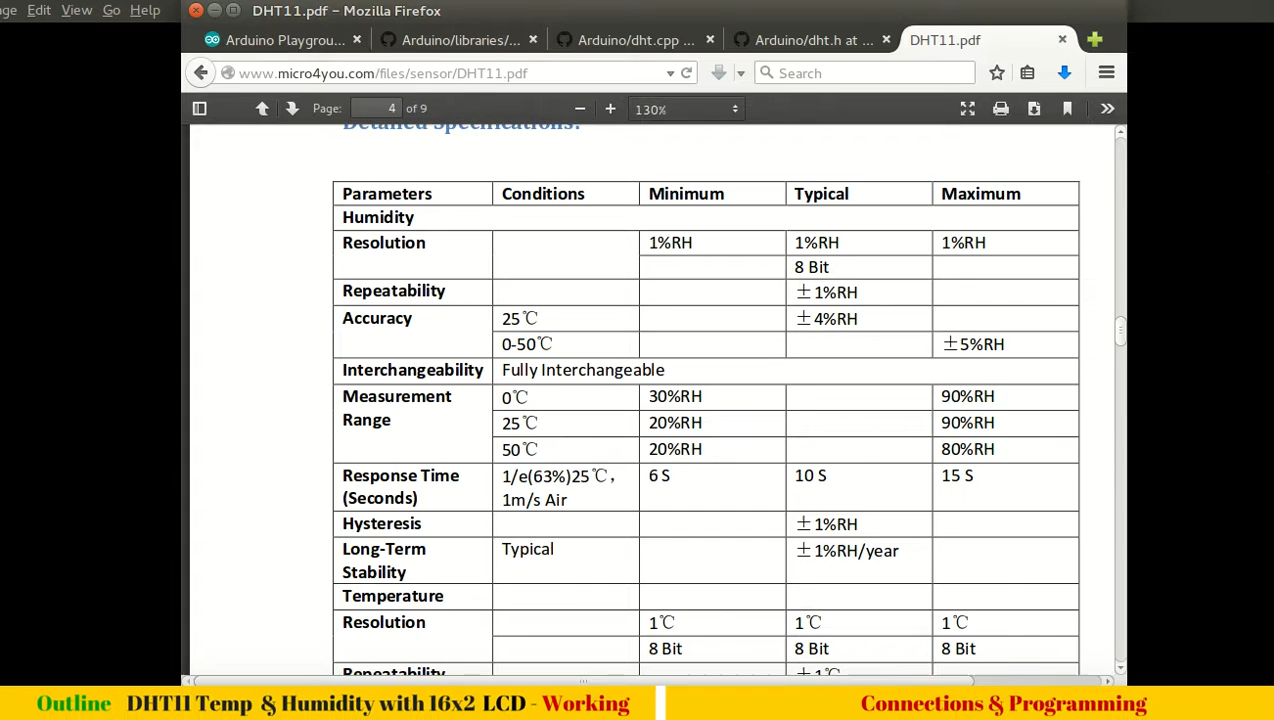 ge Edit View Go Help
DHT11.pdf – Mozilla Firefox
Arduino Playgrou... × Arduino/libraries/... × Arduino/dht.cpp ... × Arduino/dht.h at ... × DHT11.pdf ×
www.micro4you.com/files/sensor/DHT11.pdf Search
Page: 4 of 9 130%
Detailed Specifications:
Parameters Conditions Minimum Typical Maximum
Humidity
Resolution 1%RH 1%RH 1%RH
8 Bit
Repeatability ±1%RH
Accuracy 25℃ ±4%RH
0-50℃ ±5%RH
Interchangeability Fully Interchangeable
Measurement 0℃ 30%RH 90%RH
Range 25℃ 20%RH 90%RH
50℃ 20%RH 80%RH
Response Time 1/e(63%)25℃, 6 S 10 S 15 S
(Seconds) 1m/s Air
Hysteresis ±1%RH
Long-Term Typical ±1%RH/year
Stability
Temperature
Resolution 1℃ 1℃ 1℃
8 Bit 8 Bit 8 Bit
Repeatability ±1℃
Outline DHT11 Temp & Humidity with 16x2 LCD - Working Connections & Programming